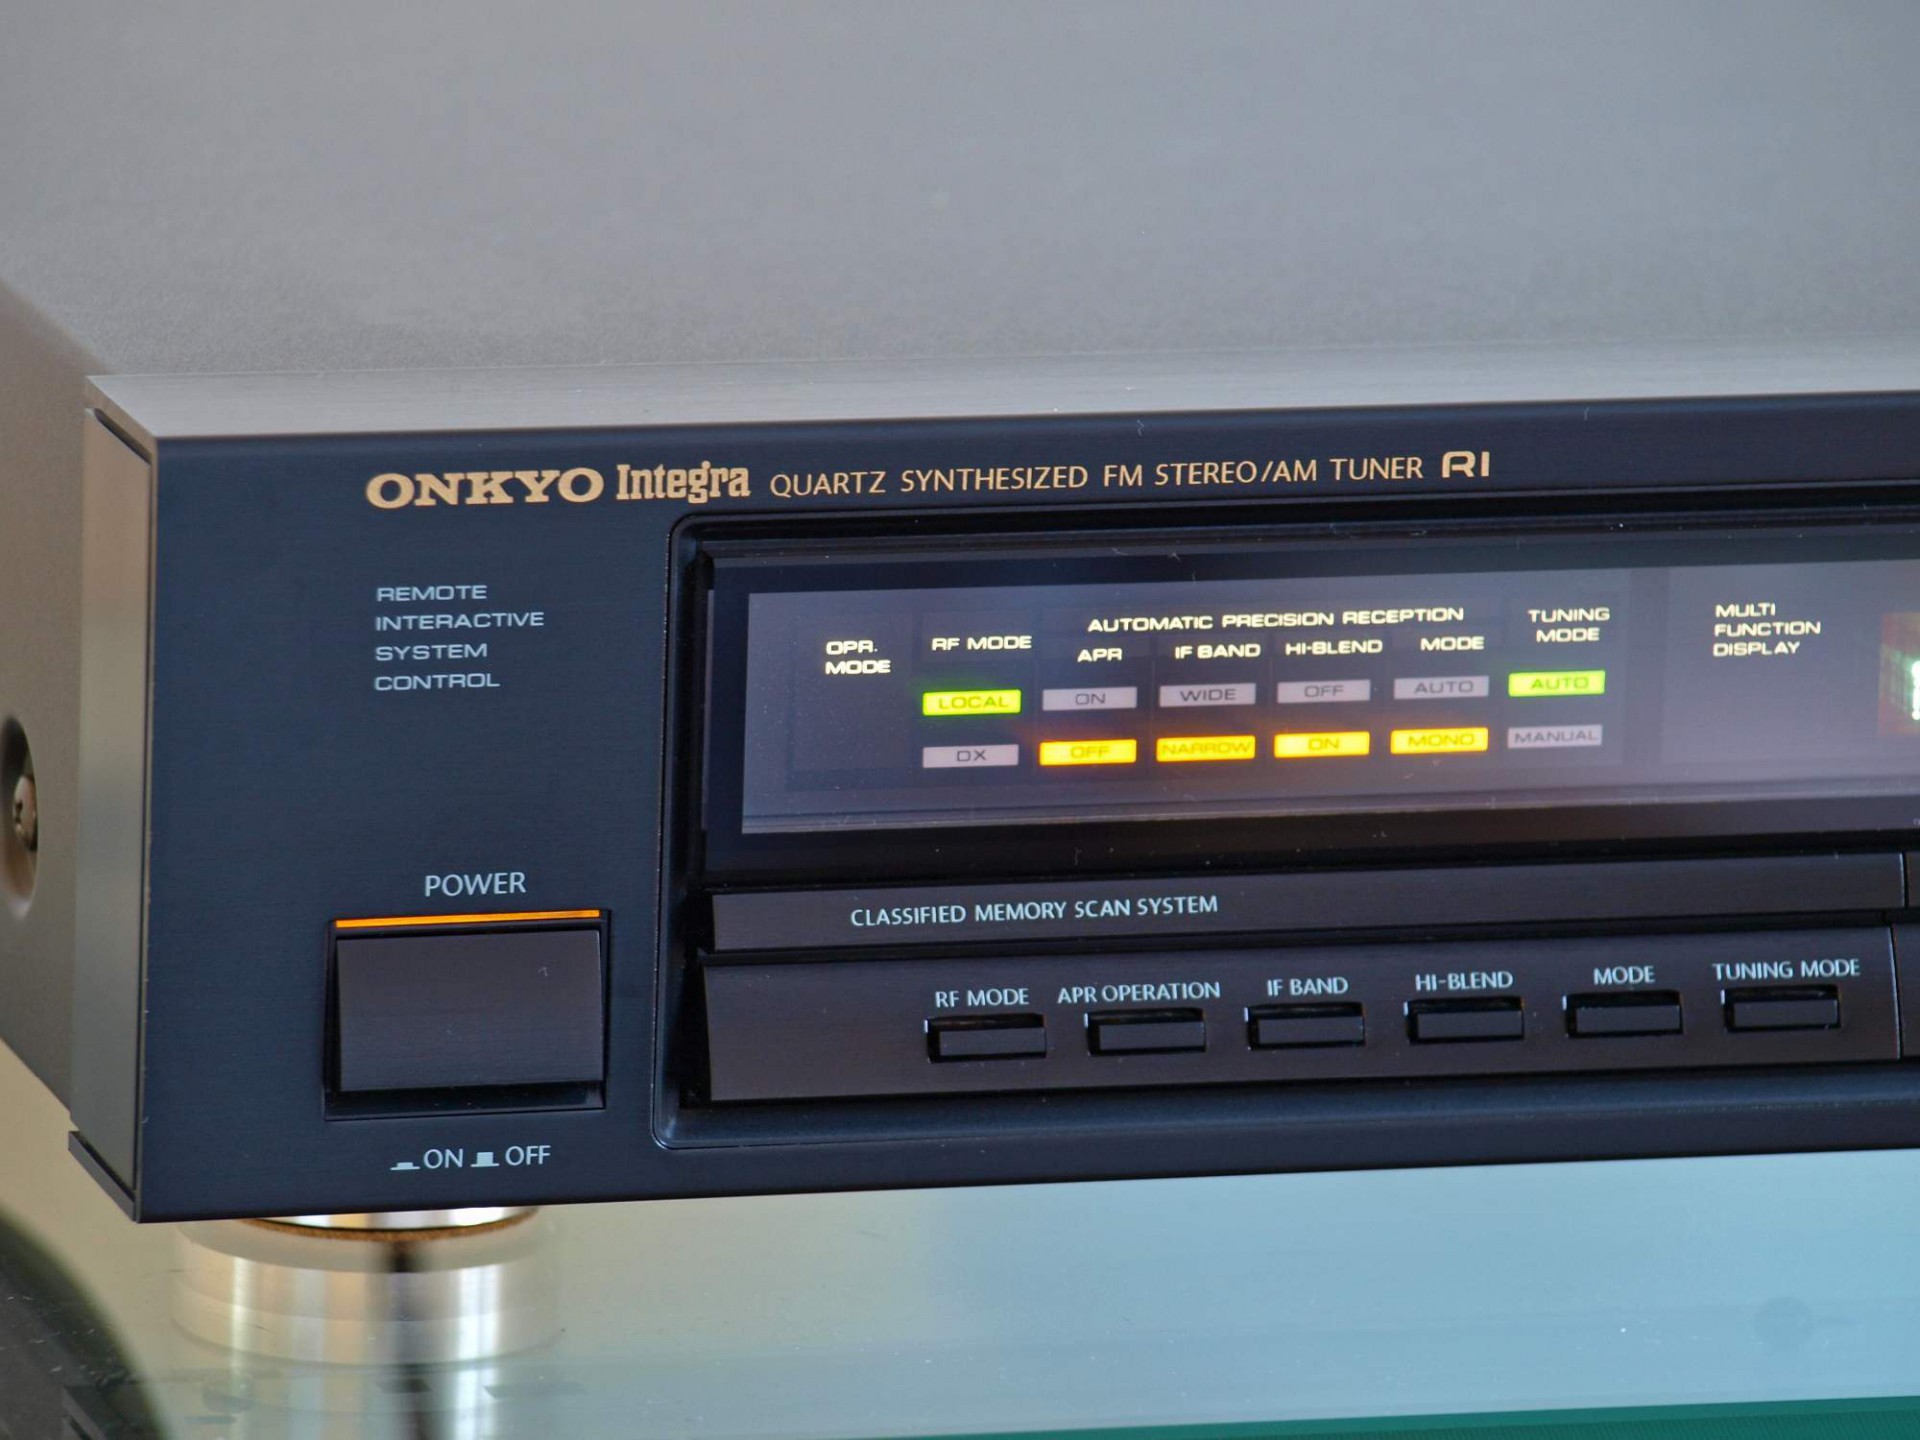 ONKYO Integra QUARTZ SYNTHESIZED FM STEREO/AM TUNER RI
REMOTE
INTERACTIVE
SYSTEM
CONTROL
OPR.
MODE
RF MODE
LOCAL
DX
AUTOMATIC PRECISION RECEPTION
APR IF BAND HI-BLEND MODE
ON WIDE OFF AUTO
OFF NARROW ON MONO
TUNING
MODE
AUTO
MANUAL
MULTI
FUNCTION
DISPLAY
POWER
ON OFF
CLASSIFIED MEMORY SCAN SYSTEM
RF MODE APR OPERATION IF BAND HI-BLEND MODE TUNING MODE